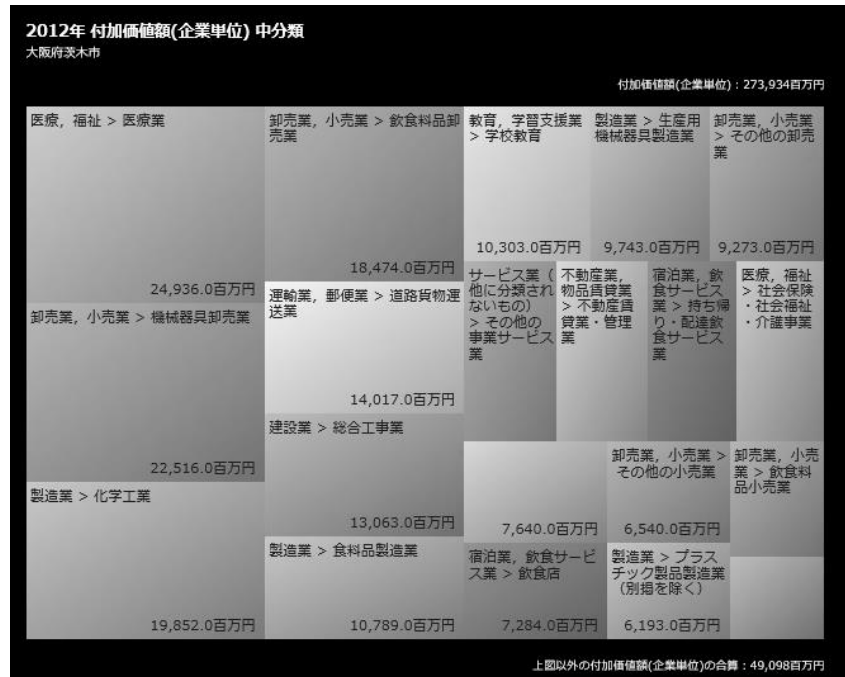 2012年 付加価値額(企業単位) 中分類
大阪府茨木市
付加価値額(企業単位) : 273,934百万円
医療, 福祉 > 医療業
24,936.0百万円
卸売業, 小売業 > 機械器具卸売業
22,516.0百万円
製造業 > 化学工業
19,852.0百万円
卸売業, 小売業 > 飲食料品卸
売業
18,474.0百万円
運輸業, 郵便業 > 道路貨物運
送業
14,017.0百万円
建設業 > 総合工事業
13,063.0百万円
製造業 > 食料品製造業
10,789.0百万円
教育, 学習支援業
> 学校教育
10,303.0百万円
製造業 > 生産用
機械器具製造業
9,743.0百万円
卸売業, 小売業
> その他の卸売
業
9,273.0百万円
サービス業（
他に分類され
ないもの）
> その他の
事業サービス
業
不動産業,
物品賃貸業
> 不動産賃
貸業・管理
業
宿泊業, 飲
食サービス
業 > 持ち帰
り・配達飲
食サービス
業
医療, 福祉
> 社会保険
・社会福祉
・介護事業
7,640.0百万円
卸売業, 小売業 >
その他の小売業
6,540.0百万円
卸売業, 小売
業 > 飲食料
品小売業
宿泊業, 飲食サービ
ス業 > 飲食店
7,284.0百万円
製造業 > プラス
チック製品製造業
（別掲を除く）
6,193.0百万円
上図以外の付加価値額(企業単位)の合算 : 49,098百万円